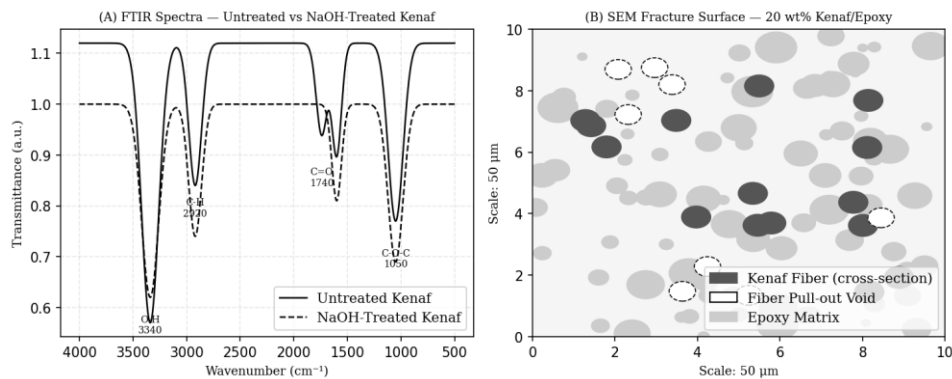 (A) FTIR Spectra — Untreated vs NaOH-Treated Kenaf
Transmittance (a.u.)
1.1
1.0
0.9
0.8
0.7
0.6
O-H
3340
C-H
2920
C=O
1740
C-O-C
1050
Untreated Kenaf
NaOH-Treated Kenaf
4000 3500 3000 2500 2000 1500 1000 500
Wavenumber (cm⁻¹)
(B) SEM Fracture Surface — 20 wt% Kenaf/Epoxy
Scale: 50 μm
10
8
6
4
2
0
Kenaf Fiber (cross-section)
Fiber Pull-out Void
Epoxy Matrix
0 2 4 6 8 10
Scale: 50 μm